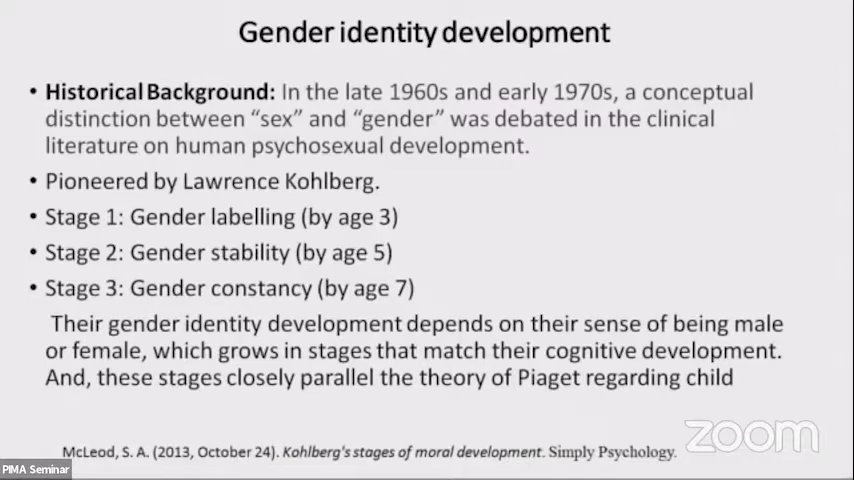 Gender identity development
• Historical Background: In the late 1960s and early 1970s, a conceptual
distinction between “sex” and “gender” was debated in the clinical
literature on human psychosexual development.
• Pioneered by Lawrence Kohlberg.
• Stage 1: Gender labelling (by age 3)
• Stage 2: Gender stability (by age 5)
• Stage 3: Gender constancy (by age 7)
Their gender identity development depends on their sense of being male
or female, which grows in stages that match their cognitive development.
And, these stages closely parallel the theory of Piaget regarding child
zoom
McLeod, S. A. (2013, October 24). Kohlberg's stages of moral development. Simply Psychology.
PIMA Seminar